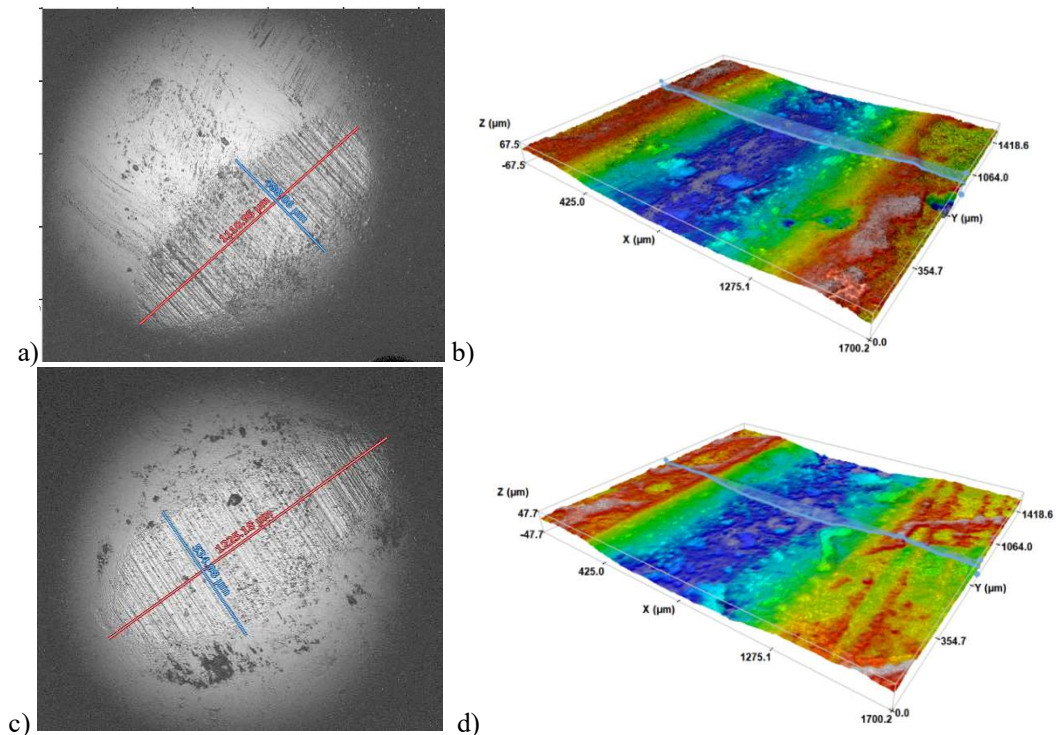 a)
b)
Z (µm)
67.5
-67.5
425.0
X (µm)
1275.1
1700.2
0.0
354.7
Y (µm)
1064.0
1418.6
c)
d)
Z (µm)
47.7
-47.7
425.0
X (µm)
1275.1
1700.2
0.0
354.7
Y (µm)
1064.0
1418.6